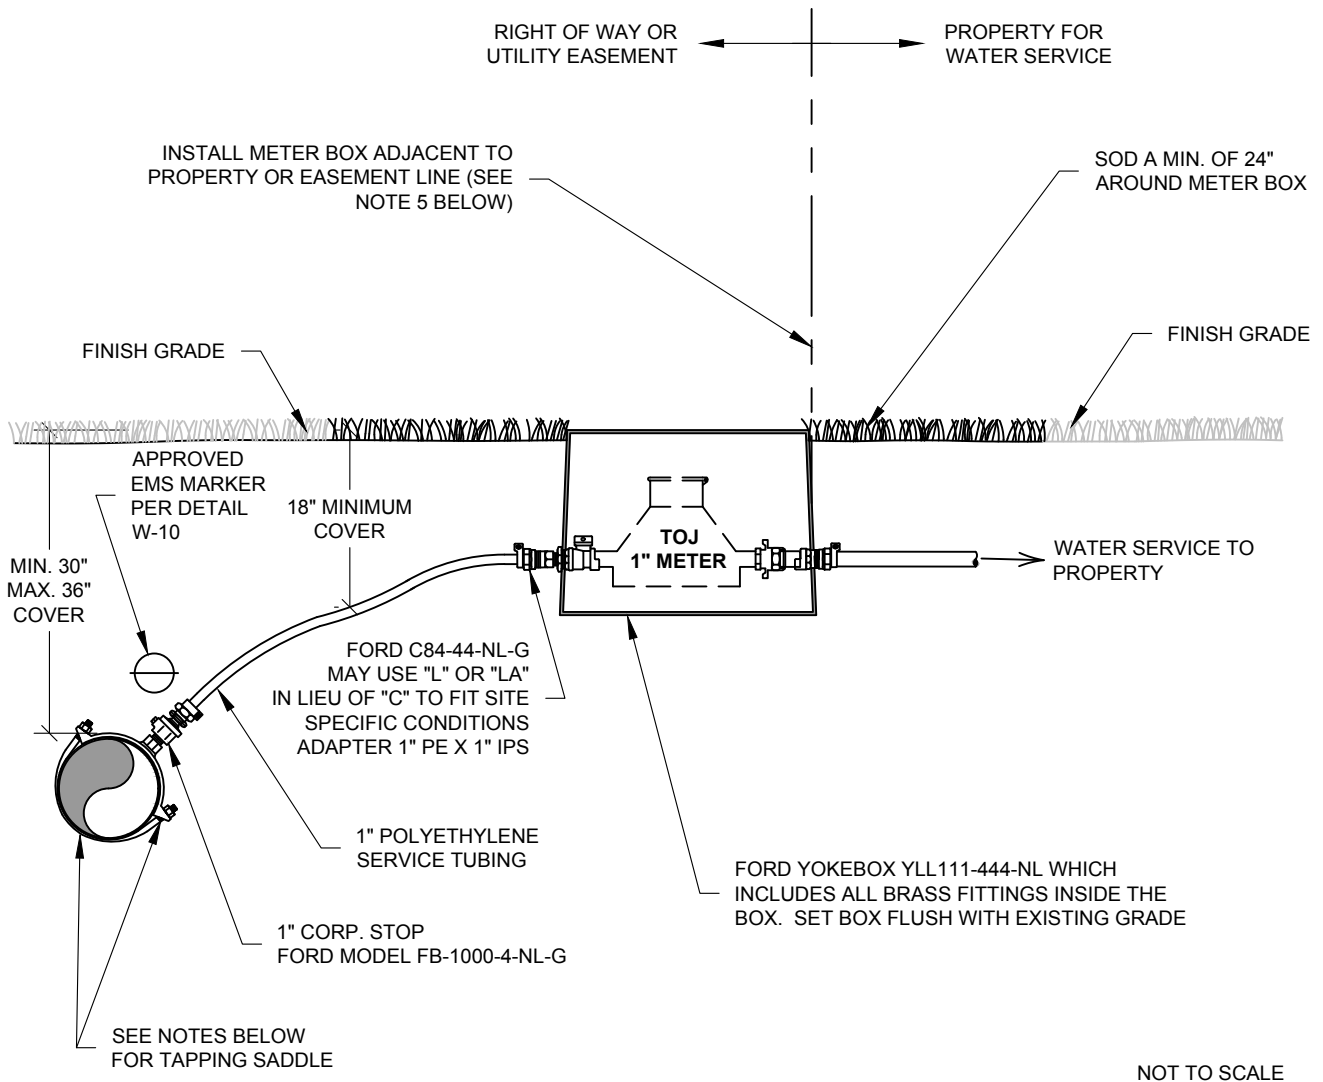 RIGHT OF WAY OR
UTILITY EASEMENT
PROPERTY FOR
WATER SERVICE
INSTALL METER BOX ADJACENT TO
PROPERTY OR EASEMENT LINE (SEE
NOTE 5 BELOW)
SOD A MIN. OF 24"
AROUND METER BOX
FINISH GRADE
FINISH GRADE
APPROVED
EMS MARKER
PER DETAIL
W-10
18" MINIMUM
COVER
MIN. 30"
MAX. 36"
COVER
TOJ
1" METER
WATER SERVICE TO
PROPERTY
FORD C84-44-NL-G
MAY USE "L" OR "LA"
IN LIEU OF "C" TO FIT SITE
SPECIFIC CONDITIONS
ADAPTER 1" PE X 1" IPS
1" POLYETHYLENE
SERVICE TUBING
FORD YOKEBOX YLL111-444-NL WHICH
INCLUDES ALL BRASS FITTINGS INSIDE THE
BOX.  SET BOX FLUSH WITH EXISTING GRADE
1" CORP. STOP
FORD MODEL FB-1000-4-NL-G
SEE NOTES BELOW
FOR TAPPING SADDLE
NOT TO SCALE